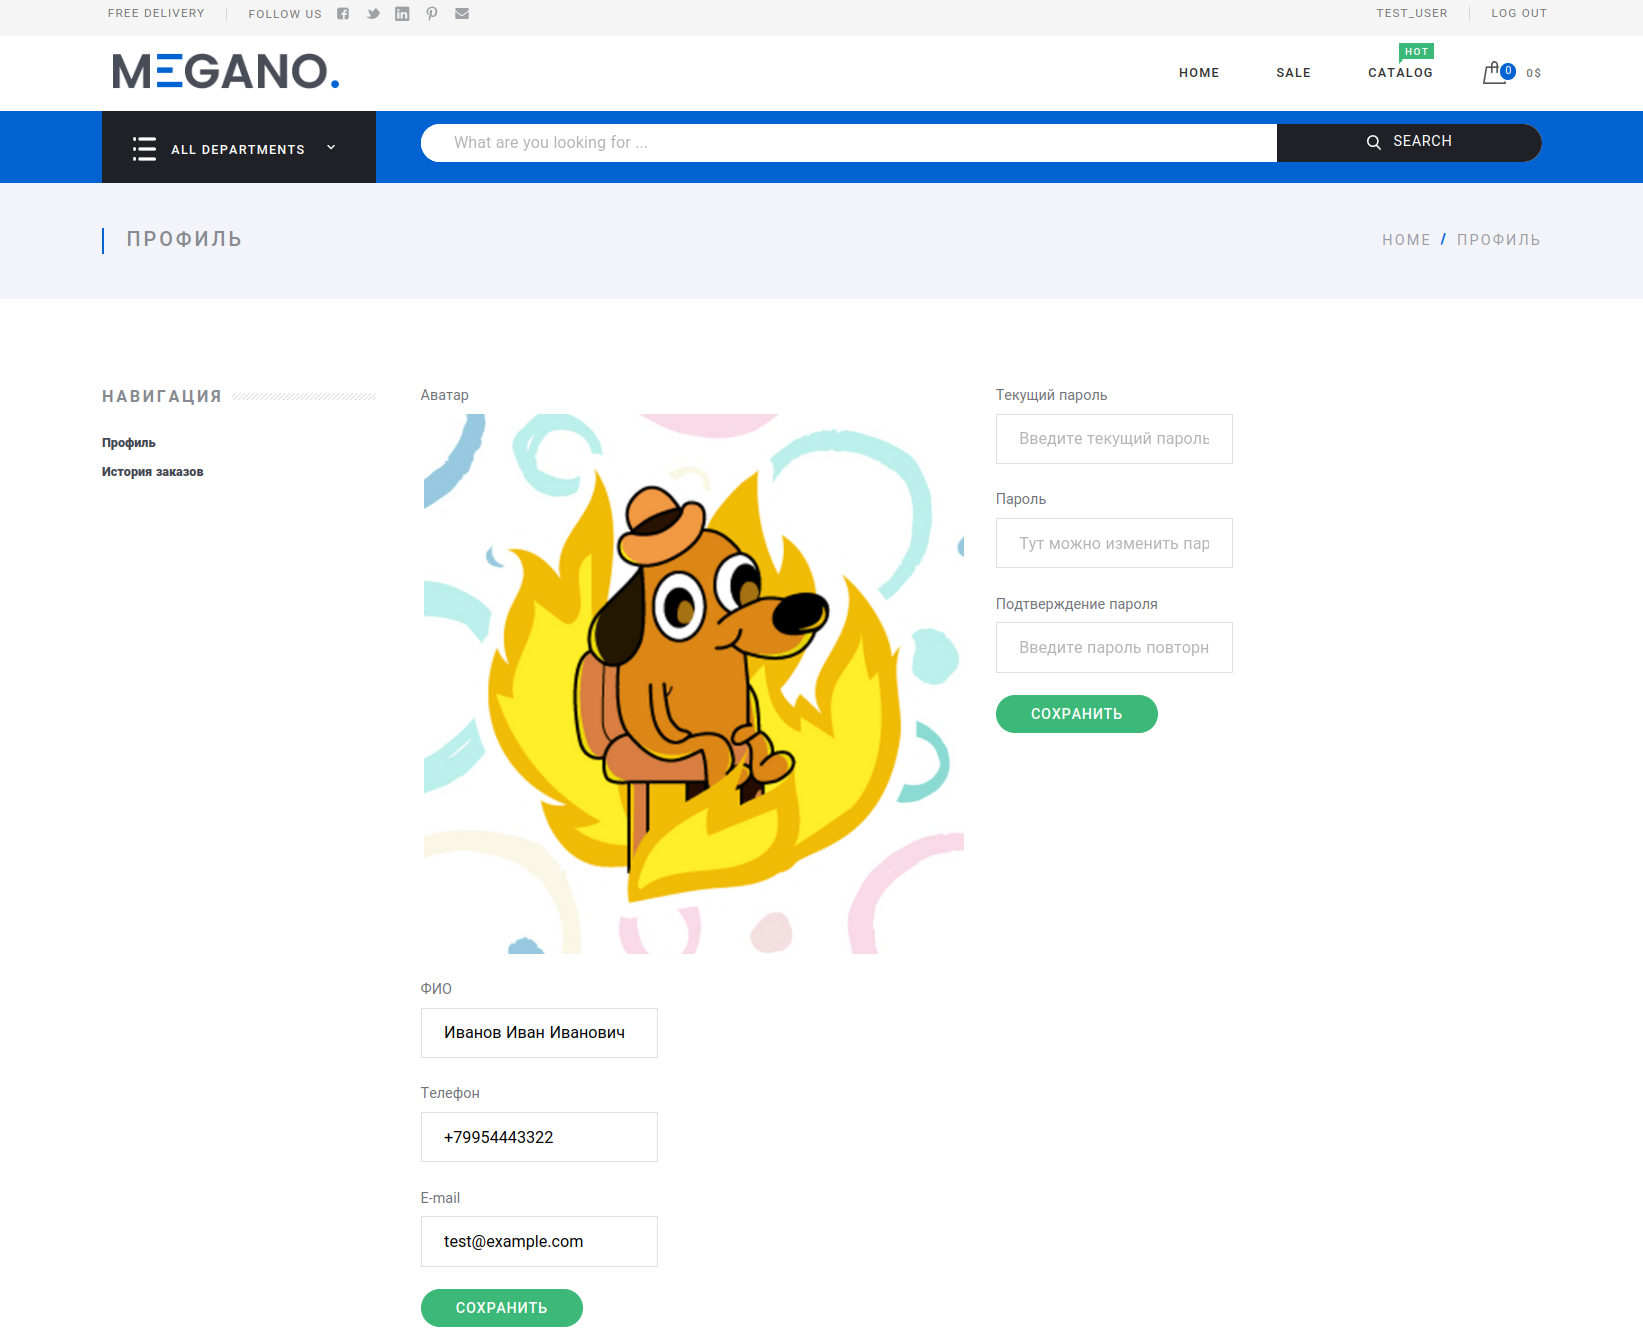 FREE DELIVERY
FOLLOW US
TEST_USER
LOG OUT
MEGANO.
HOME
SALE
HOT
CATALOG
0
0$
ALL DEPARTMENTS
What are you looking for ...
SEARCH
ПРОФИЛЬ
HOME / ПРОФИЛЬ
НАВИГАЦИЯ
Профиль
История заказов
Аватар
ФИО
Иванов Иван Иванович
Телефон
+79954443322
E-mail
test@example.com
СОХРАНИТЬ
Текущий пароль
Введите текущий пароль
Пароль
Тут можно изменить пар
Подтверждение пароля
Введите пароль повторн
СОХРАНИТЬ